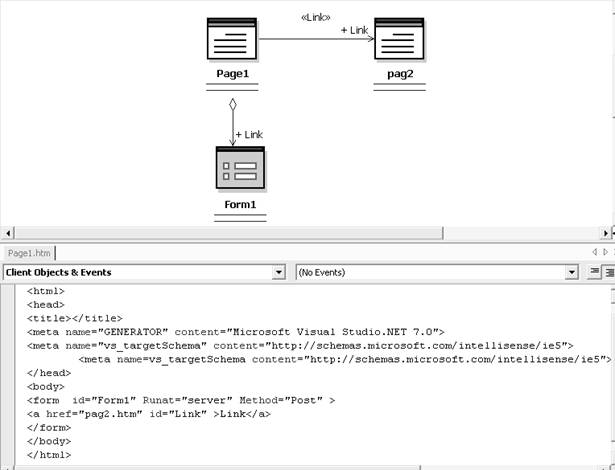 «Link»
+ Link
Page1
pag2
+ Link
Form1
Page1.htm
Client Objects & Events
(No Events)
<html>
<head>
<title></title>
<meta name="GENERATOR" content="Microsoft Visual Studio.NET 7.0">
<meta name="vs_targetSchema" content="http://schemas.microsoft.com/intellisense/ie5">
<meta name=vs_targetSchema content="http://schemas.microsoft.com/intellisense/ie5">
</head>
<body>
<form  id="Form1" Runat="server" Method="Post" >
<a href="pag2.htm" id="Link" >Link</a>
</form>
</body>
</html>